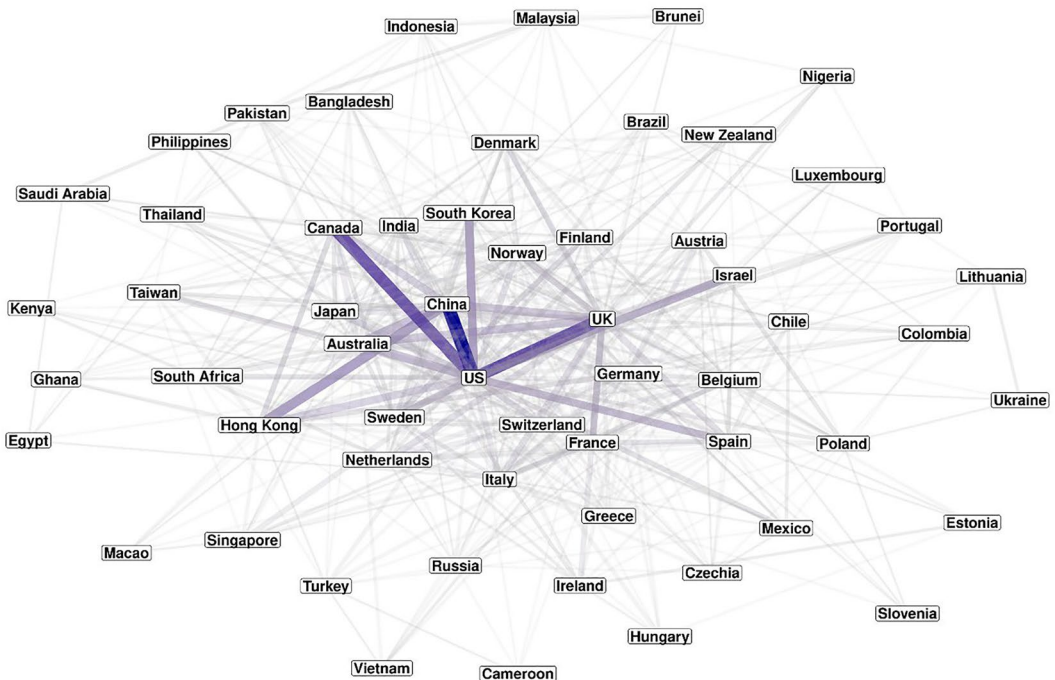 Indonesia
Malaysia
Brunei
Nigeria
Pakistan
Bangladesh
Brazil
New Zealand
Philippines
Denmark
Luxembourg
Saudi Arabia
Thailand
Canada
India
South Korea
Finland
Norway
Austria
Portugal
Israel
Lithuania
Taiwan
Kenya
Japan
China
UK
Chile
Colombia
Australia
Ghana
South Africa
US
Germany
Belgium
Ukraine
Hong Kong
Sweden
Switzerland
Egypt
France
Spain
Poland
Netherlands
Italy
Greece
Mexico
Estonia
Macao
Singapore
Russia
Turkey
Ireland
Czechia
Slovenia
Hungary
Vietnam
Cameroon